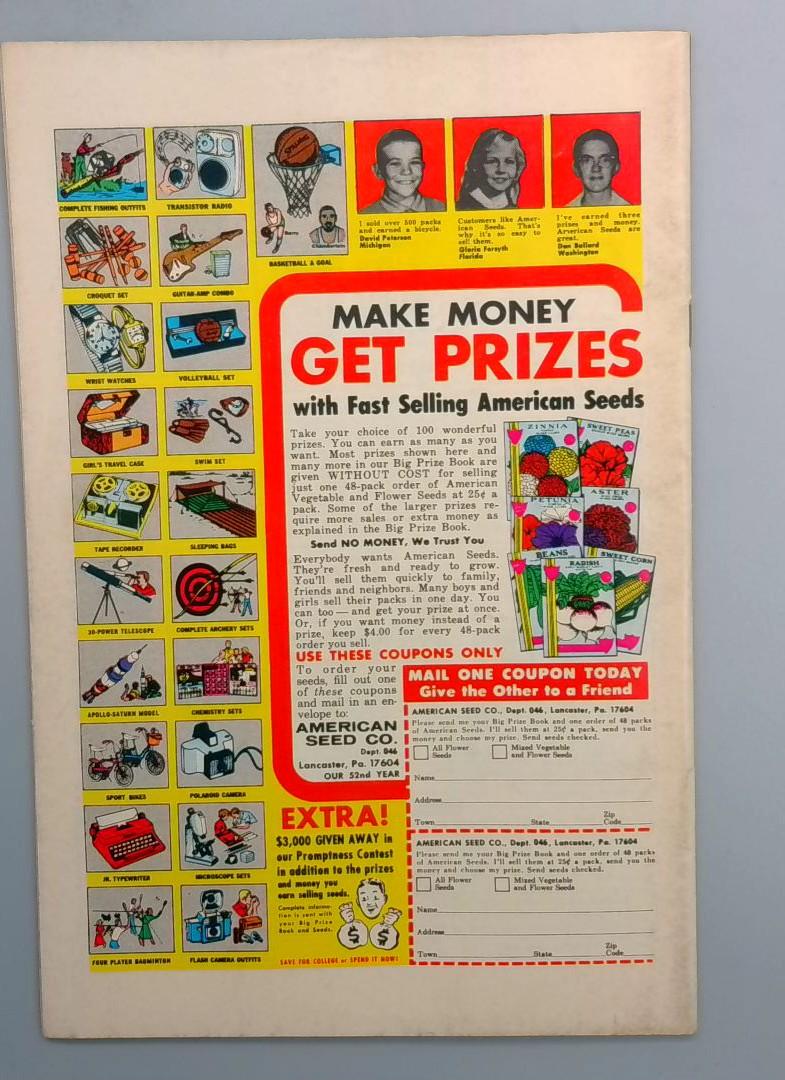 COMPLETE FISHING OUTFITS
TRANSISTOR RADIO
SPALDING
Barry
Chamberlain
BASKETBALL & GOAL
I sold over 500 packs
and earned a bicycle.
David Peterson
Michigan
Customers like Amer-
ican Seeds. That's
why it's so easy to
sell them.
Gloria Forsyth
Florida
I've earned three
prizes and money.
American Seeds are
great.
Dan Ballard
Washington
CROQUET SET
GUITAR-AMP COMBO
WRIST WATCHES
VOLLEYBALL SET
GIRL'S TRAVEL CASE
SWIM SET
TAPE RECORDER
SLEEPING BAGS
30-POWER TELESCOPE
COMPLETE ARCHERY SETS
APOLLO-SATURN MODEL
CHEMISTRY SETS
SPORT BIKES
POLAROID CAMERA
JR. TYPEWRITER
MICROSCOPE SETS
FOUR PLAYER BADMINTON
FLASH CAMERA OUTFITS
MAKE MONEY
GET PRIZES
with Fast Selling American Seeds
Take your choice of 100 wonderful
prizes. You can earn as many as you
want. Most prizes shown here and
many more in our Big Prize Book are
given WITHOUT COST for selling
just one 48-pack order of American
Vegetable and Flower Seeds at 25¢ a
pack. Some of the larger prizes re-
quire more sales or extra money as
explained in the Big Prize Book.
Send NO MONEY, We Trust You
Everybody wants American Seeds.
They're fresh and ready to grow.
You'll sell them quickly to family,
friends and neighbors. Many boys and
girls sell their packs in one day. You
can too — and get your prize at once.
Or, if you want money instead of a
prize, keep $4.00 for every 48-pack
order you sell.
ZINNIA
SWEET PEAS
PETUNIA
ASTER
BEANS
RADISH
SWEET CORN
USE THESE COUPONS ONLY
To order your
seeds, fill out one
of these coupons
and mail in an en-
velope to:
AMERICAN
SEED CO.
Dept. 046
Lancaster, Pa. 17604
OUR 52nd YEAR
MAIL ONE COUPON TODAY
Give the Other to a Friend
AMERICAN SEED CO., Dept. 046, Lancaster, Pa. 17604
Please send me your Big Prize Book and one order of 48 packs
of American Seeds. I'll sell them at 25¢ a pack, send you the
money and choose my prize. Send seeds checked.
All Flower
Seeds
Mixed Vegetable
and Flower Seeds
Name
Address
Town State Zip Code
AMERICAN SEED CO., Dept. 046, Lancaster, Pa. 17604
Please send me your Big Prize Book and one order of 48 packs
of American Seeds. I'll sell them at 25¢ a pack, send you the
money and choose my prize. Send seeds checked.
All Flower
Seeds
Mixed Vegetable
and Flower Seeds
Name
Address
Town State Zip Code
EXTRA!
$3,000 GIVEN AWAY in
our Promptness Contest
in addition to the prizes
and money you
earn selling seeds.
Complete informa-
tion is sent with
your Big Prize
Book and Seeds.
$ $
SAVE FOR COLLEGE or SPEND IT NOW!